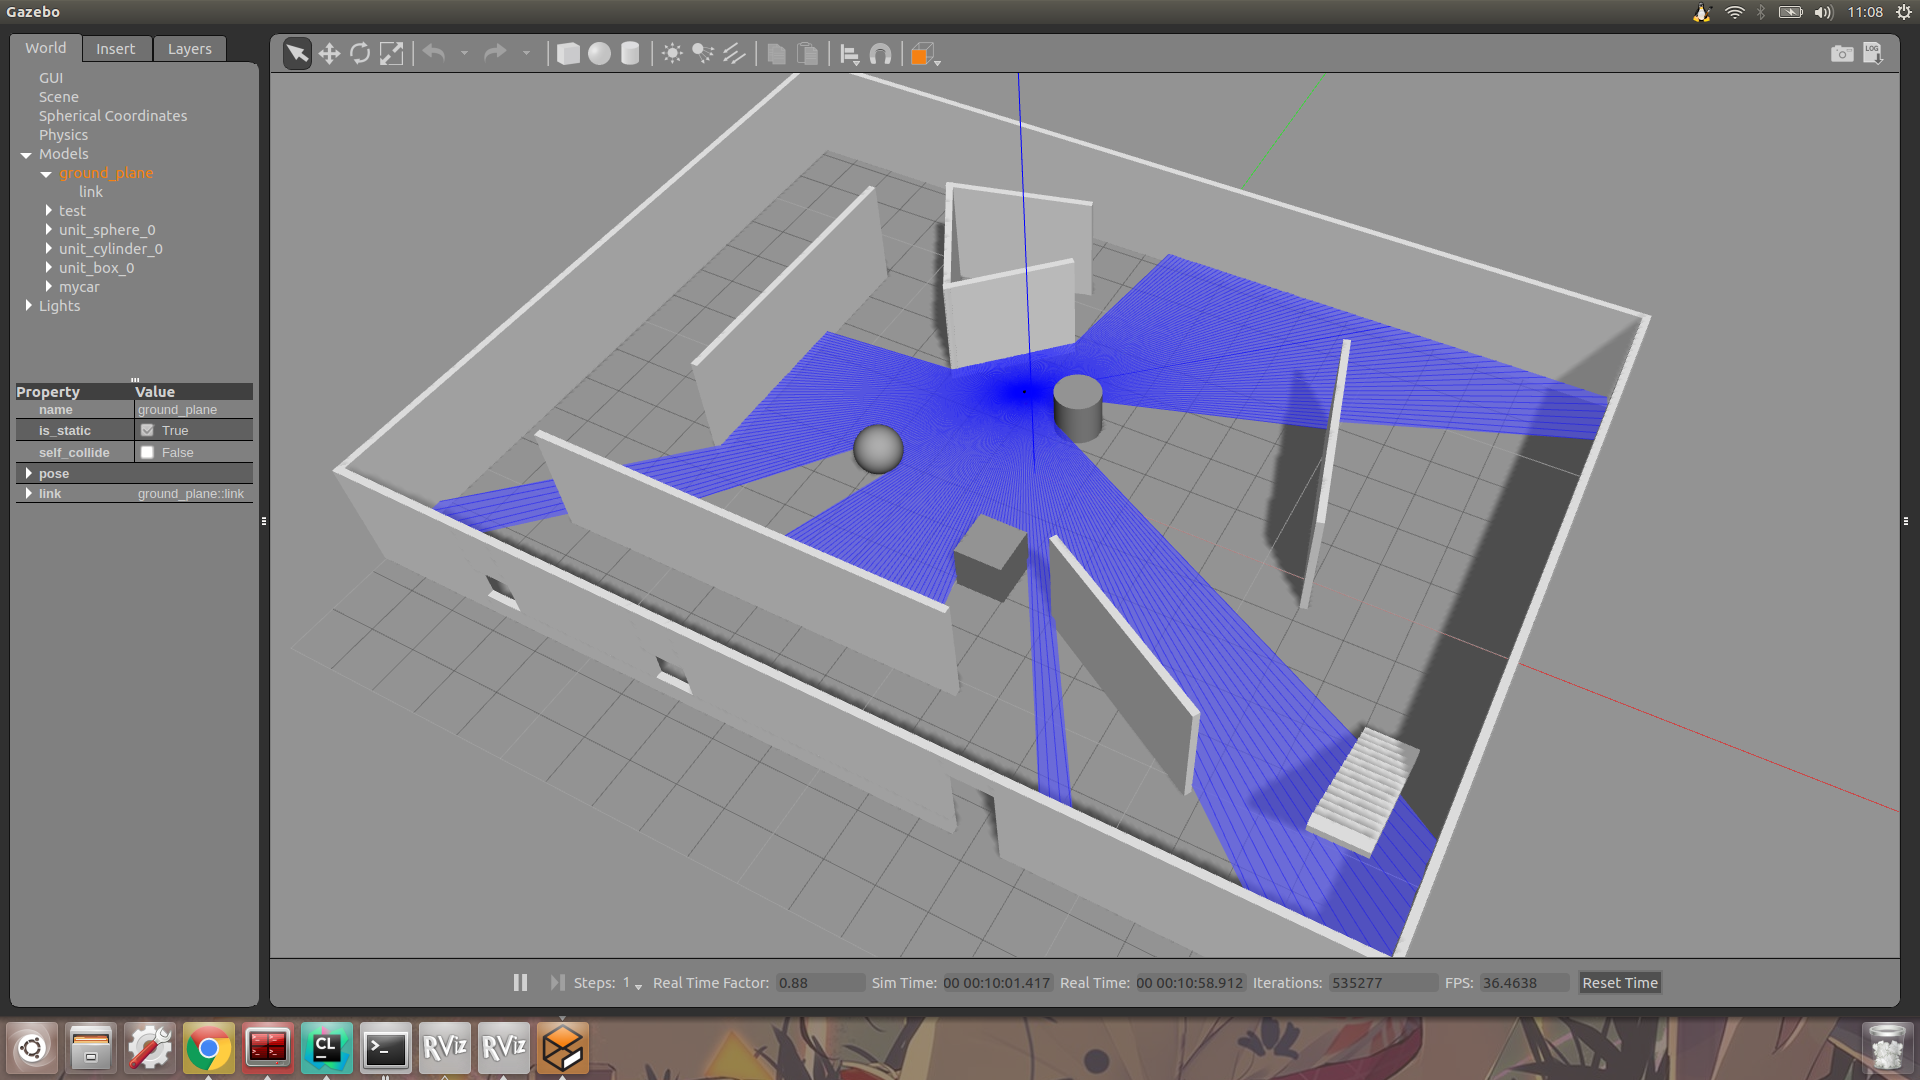 Gazebo
11:08
World Insert Layers
GUI
Scene
Spherical Coordinates
Physics
Models
ground_plane
link
test
unit_sphere_0
unit_cylinder_0
unit_box_0
mycar
Lights
Property Value
name ground_plane
is_static True
self_collide False
pose
link ground_plane::link
LOG
Steps: 1 Real Time Factor: 0.88 Sim Time: 00 00:10:01.417 Real Time: 00 00:10:58.912 Iterations: 535277 FPS: 36.4638 Reset Time
CL
>_
RViz
RViz